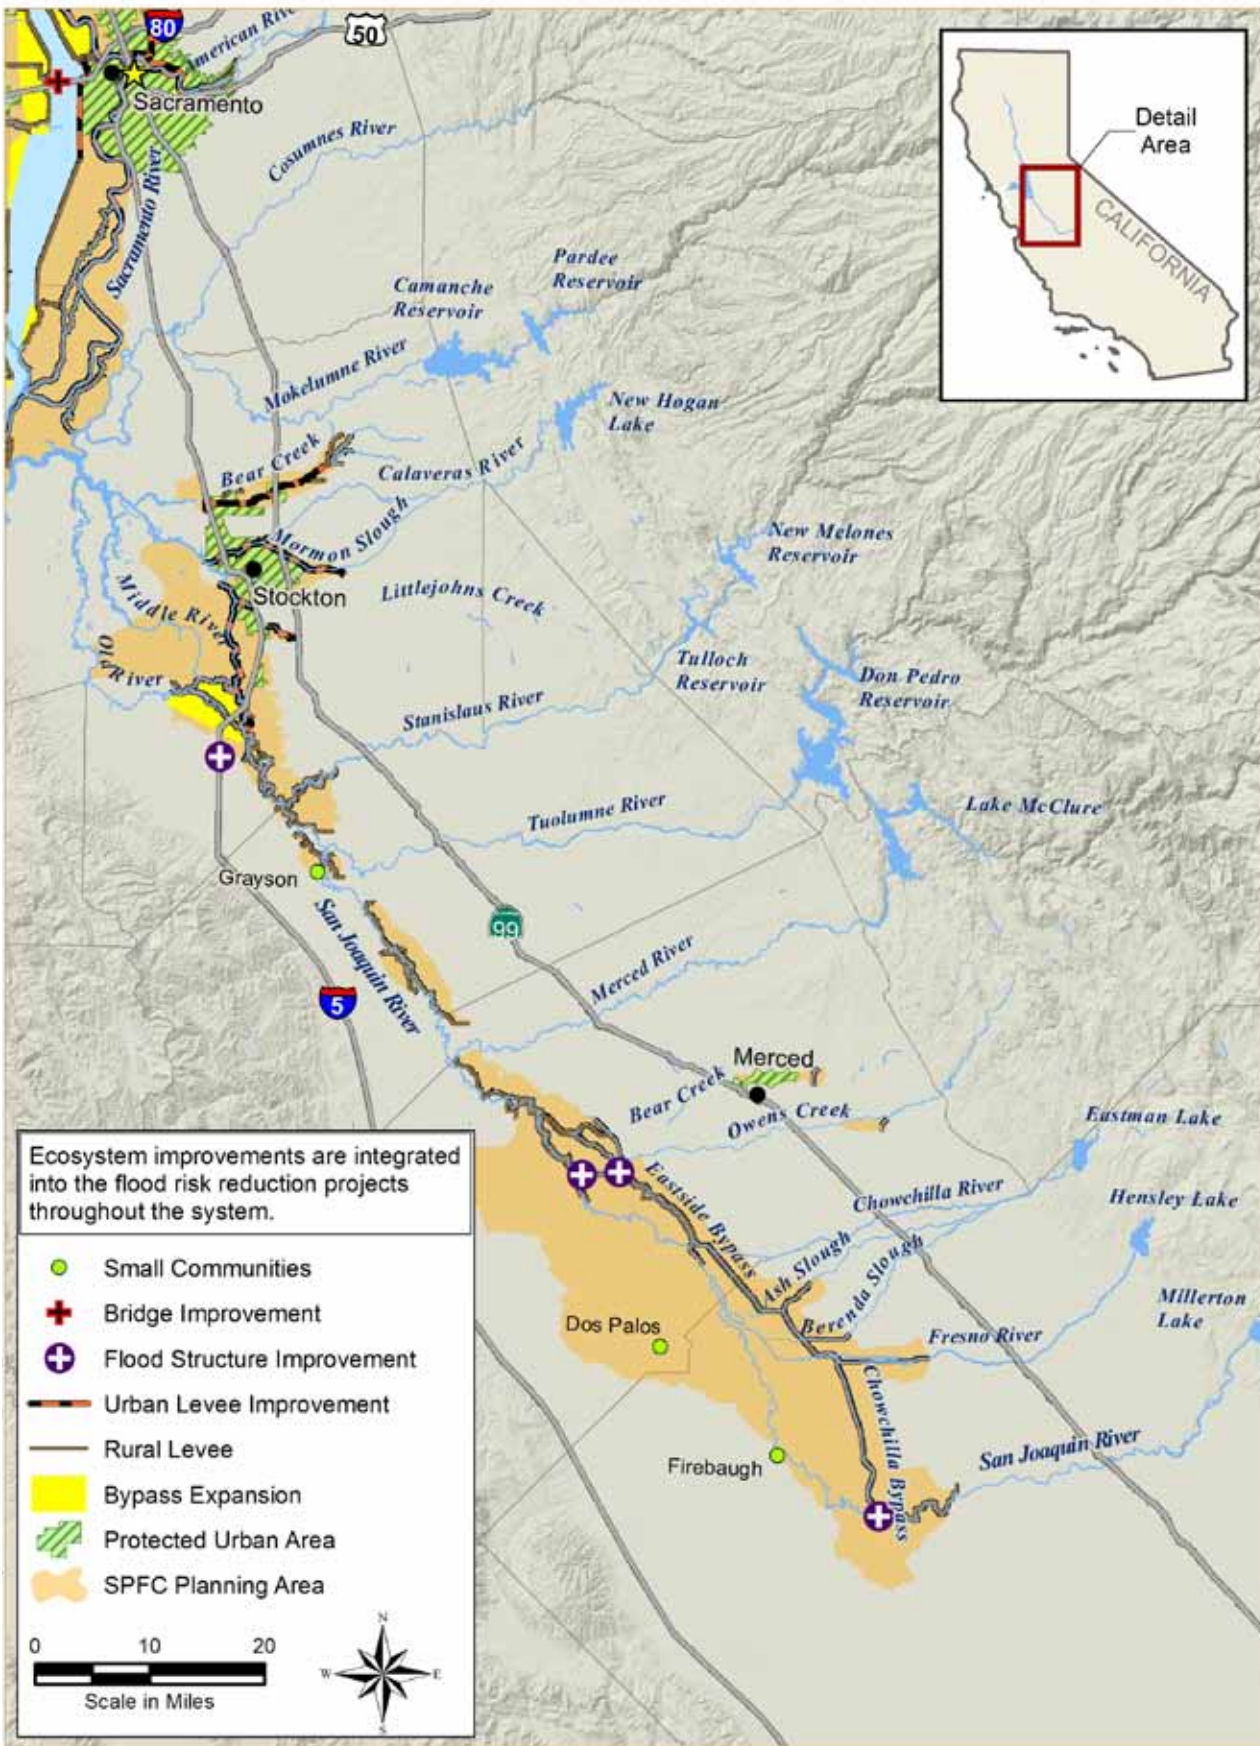 80
American River
50
Sacramento
Cosumnes River
Sacramento River
Detail
Area
CALIFORNIA
Pardee
Reservoir
Camanche
Reservoir
Mokelumne River
New Hogan
Lake
Bear Creek
Calaveras River
Mormon Slough
New Melones
Reservoir
Stockton
Littlejohns Creek
Middle River
Old River
Tulloch
Reservoir
Don Pedro
Reservoir
Stanislaus River
Tuolumne River
Lake McClure
Grayson
San Joaquin River
99
5
Merced River
Merced
Bear Creek
Owens Creek
Eastman Lake
Eastside Bypass
Chowchilla River
Hensley Lake
Ash Slough
Berenda Slough
Millerton
Lake
Dos Palos
Fresno River
Chowchilla Bypass
Firebaugh
San Joaquin River
Ecosystem improvements are integrated
into the flood risk reduction projects
throughout the system.
Small Communities
Bridge Improvement
Flood Structure Improvement
Urban Levee Improvement
Rural Levee
Bypass Expansion
Protected Urban Area
SPFC Planning Area
0 10 20
Scale in Miles
N
W E
S